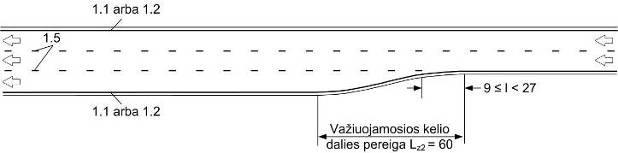 1.1 arba 1.2
1.5
1.1 arba 1.2
9 ≤ l < 27
Važiuojamosios kelio
dalies pereiga Lz2 = 60